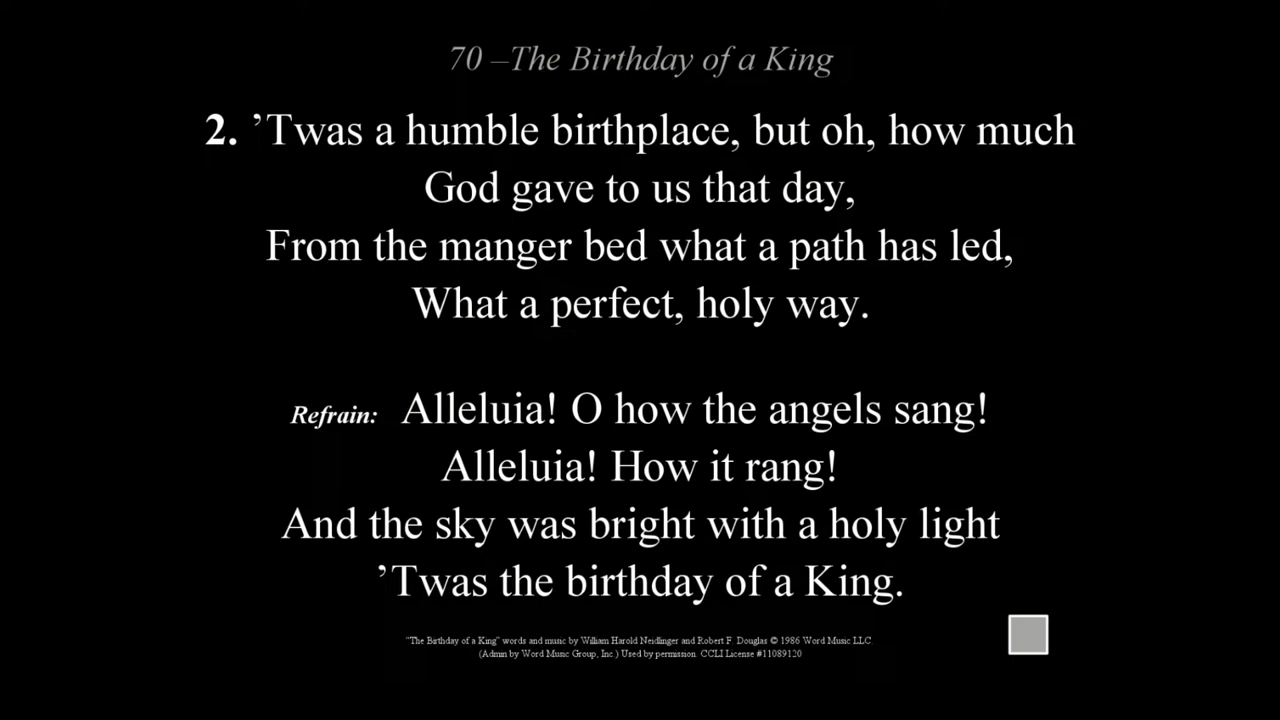 70 –The Birthday of a King
2. ’Twas a humble birthplace, but oh, how much
God gave to us that day,
From the manger bed what a path has led,
What a perfect, holy way.
Refrain: Alleluia! O how the angels sang!
Alleluia! How it rang!
And the sky was bright with a holy light
’Twas the birthday of a King.
"The Birthday of a King" words and music by William Harold Neidlinger and Robert F. Douglas © 1986 Word Music LLC.
(Admin by Word Music Group, Inc.) Used by permission. CCLI License #11089120